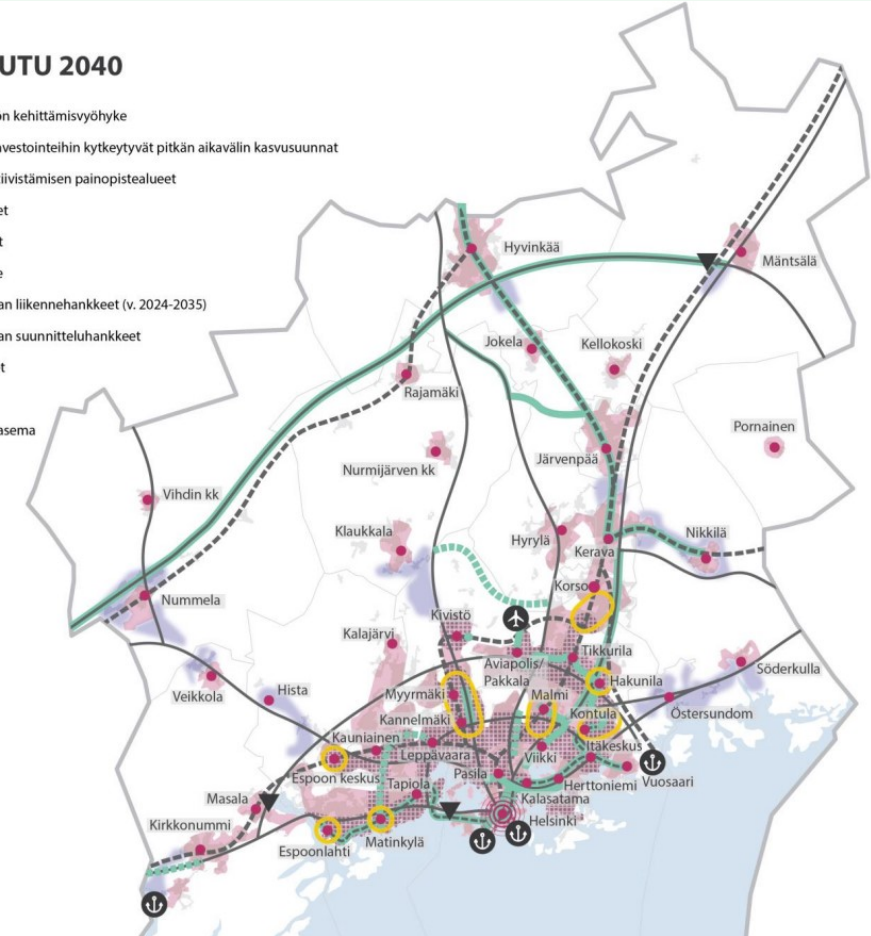 UTU 2040
on kehittämisvyöhyke
vestointeihin kytkeytyvät pitkän aikavälin kasvusuunnat
iivistämisen painopistealueet
et
t
e
an liikennehankkeet (v. 2024-2035)
an suunnitteluhankkeet
t
asema
Hyvinkää
Mäntsälä
Jokela
Kellokoski
Rajamäki
Pornainen
Järvenpää
Nurmijärven kk
Vihdin kk
Klaukkala
Hyrylä
Nikkilä
Kerava
Korso
Nummela
Kivistö
Kalajärvi
Tikkurila
Aviapolis/
Pakkala
Söderkulla
Hakunila
Veikkola
Hista
Myyrmäki
Malmi
Östersundom
Kannelmäki
Kontula
Kauniainen
Itäkeskus
Leppävaara
Viikki
Espoon keskus
Pasila
Vuosaari
Tapiola
Herttoniemi
Masala
Kalasatama
Kirkkonummi
Helsinki
Matinkylä
Espoonlahti